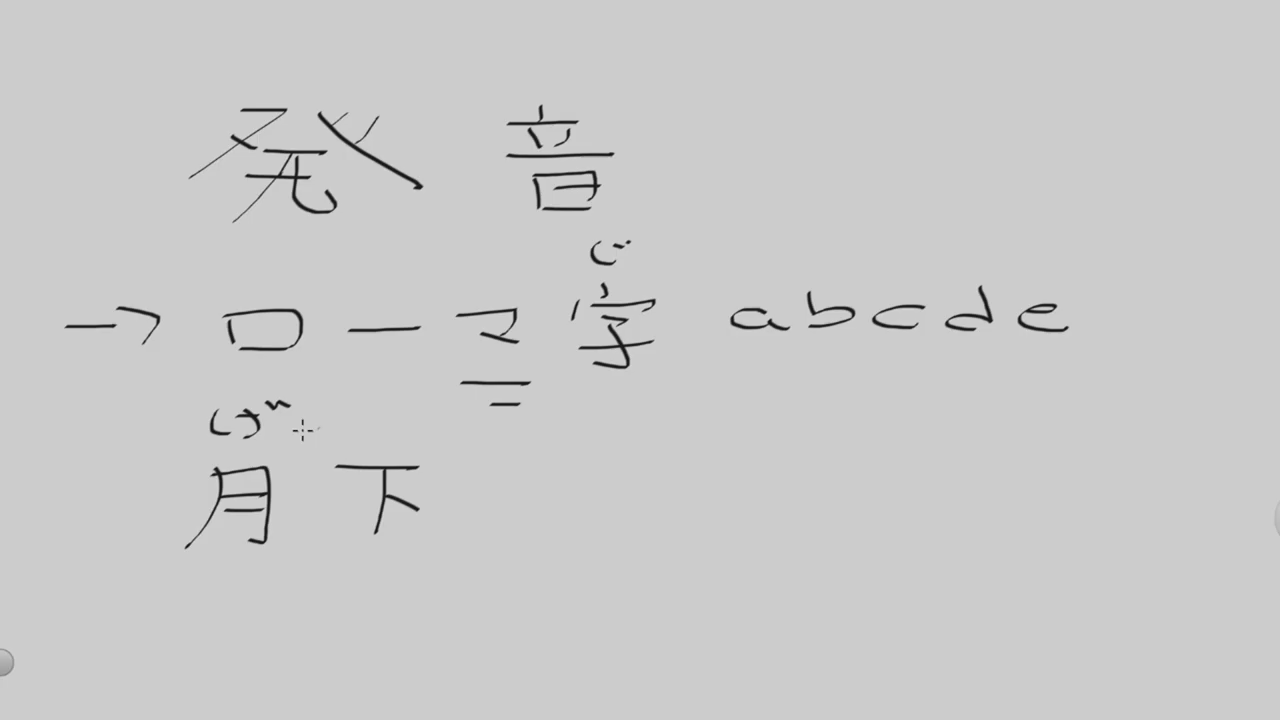 発音
じ
→ ローマ字 abcde
げ
月下